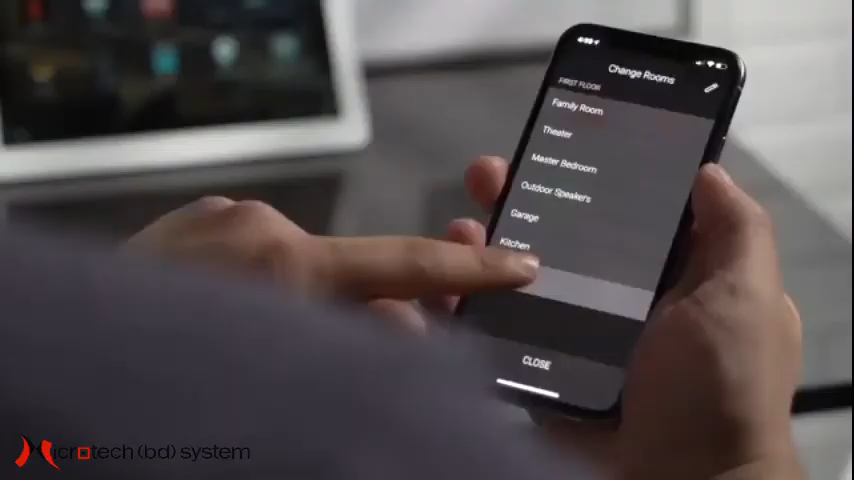 Change Rooms
FIRST FLOOR
Family Room
Theater
Master Bedroom
Outdoor Speakers
Garage
Kitchen
CLOSE
Microtech (bd) system